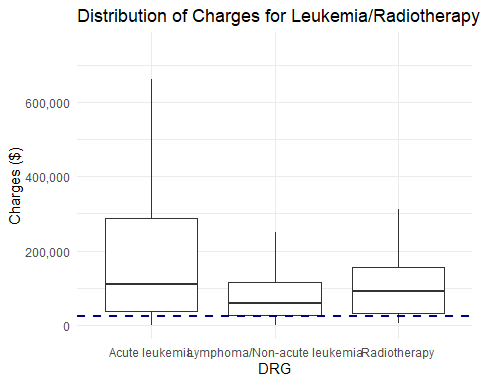 Distribution of Charges for Leukemia/Radiotherapy
Charges ($)
600,000
400,000
200,000
0
Acute leukemia
Lymphoma/Non-acute leukemia
Radiotherapy
DRG